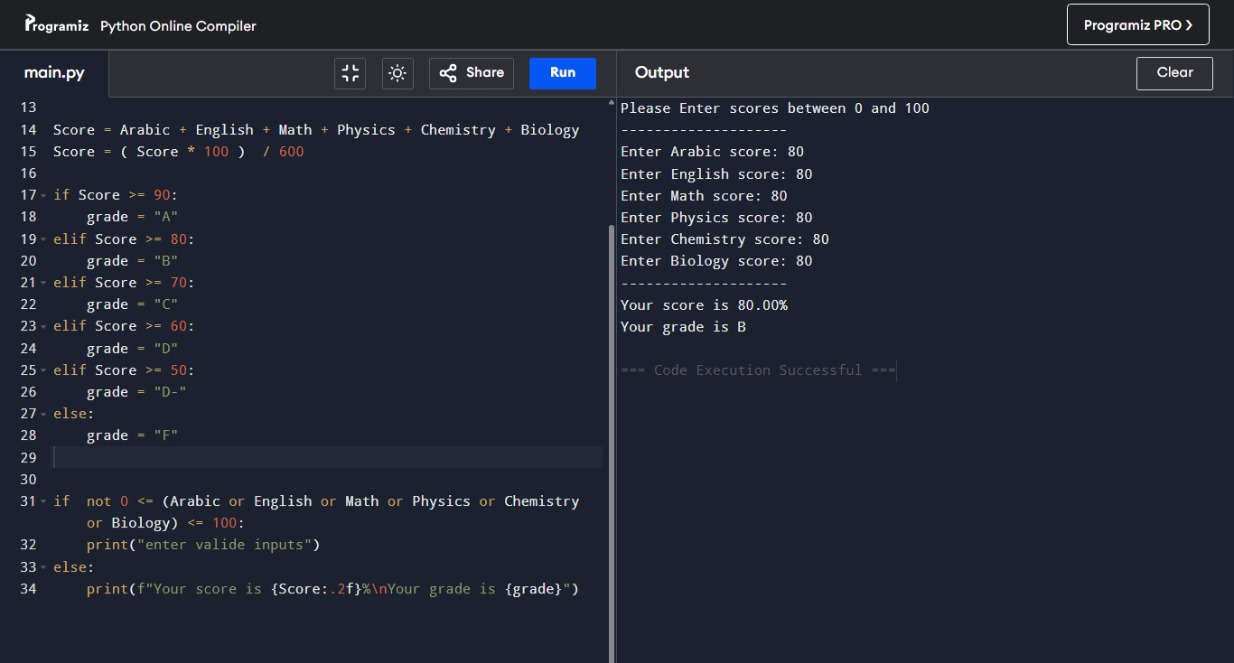 Programiz Python Online Compiler
Programiz PRO
main.py
Share
Run
Output
Clear
13
14 Score = Arabic + English + Math + Physics + Chemistry + Biology
15 Score = ( Score * 100 )  / 600
16
17 if Score >= 90:
18     grade = "A"
19 elif Score >= 80:
20     grade = "B"
21 elif Score >= 70:
22     grade = "C"
23 elif Score >= 60:
24     grade = "D"
25 elif Score >= 50:
26     grade = "D-"
27 else:
28     grade = "F"
29
30
31 if  not 0 <= (Arabic or English or Math or Physics or Chemistry
or Biology) <= 100:
32     print("enter valide inputs")
33 else:
34     print(f"Your score is {Score:.2f}%\nYour grade is {grade}")
Please Enter scores between 0 and 100
--------------------
Enter Arabic score: 80
Enter English score: 80
Enter Math score: 80
Enter Physics score: 80
Enter Chemistry score: 80
Enter Biology score: 80
--------------------
Your score is 80.00%
Your grade is B
=== Code Execution Successful ===